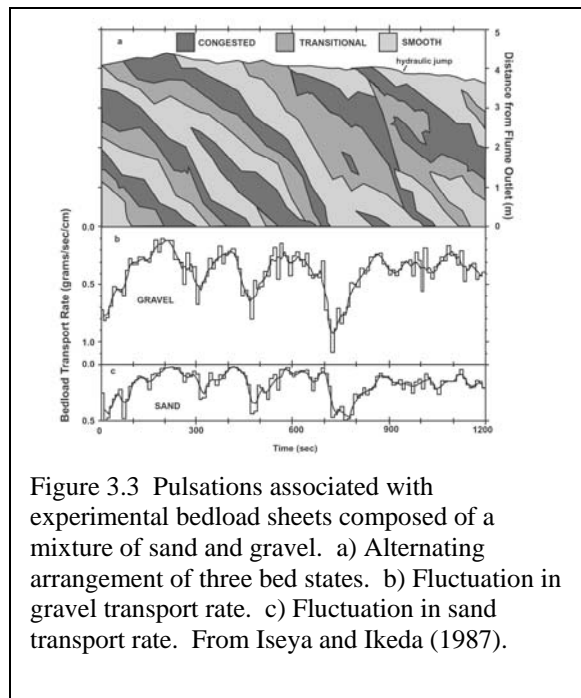 a CONGESTED TRANSITIONAL SMOOTH
hydraulic jump
5
4
3
2
1
0
Distance from Flume Outlet (m)
0.0
b
0.5
GRAVEL
1.0
0.0
c
SAND
0.5
Bedload Transport Rate (grams/sec/cm)
0 300 600 900 1200
Time (sec)
Figure 3.3 Pulsations associated with
experimental bedload sheets composed of a
mixture of sand and gravel. a) Alternating
arrangement of three bed states. b) Fluctuation in
gravel transport rate. c) Fluctuation in sand
transport rate. From Iseya and Ikeda (1987).